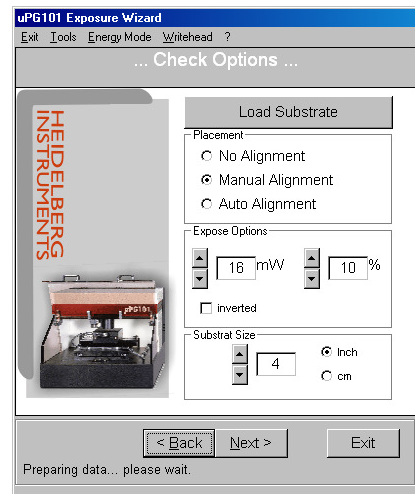 uPG101 Exposure Wizard
Exit Tools Energy Mode Writehead ?
... Check Options ...
HEIDELBERG
INSTRUMENTS
µPG101
Load Substrate
Placement
No Alignment
Manual Alignment
Auto Alignment
Expose Options
16 mW 10 %
inverted
Substrat Size
4 Inch
cm
< Back Next > Exit
Preparing data... please wait.